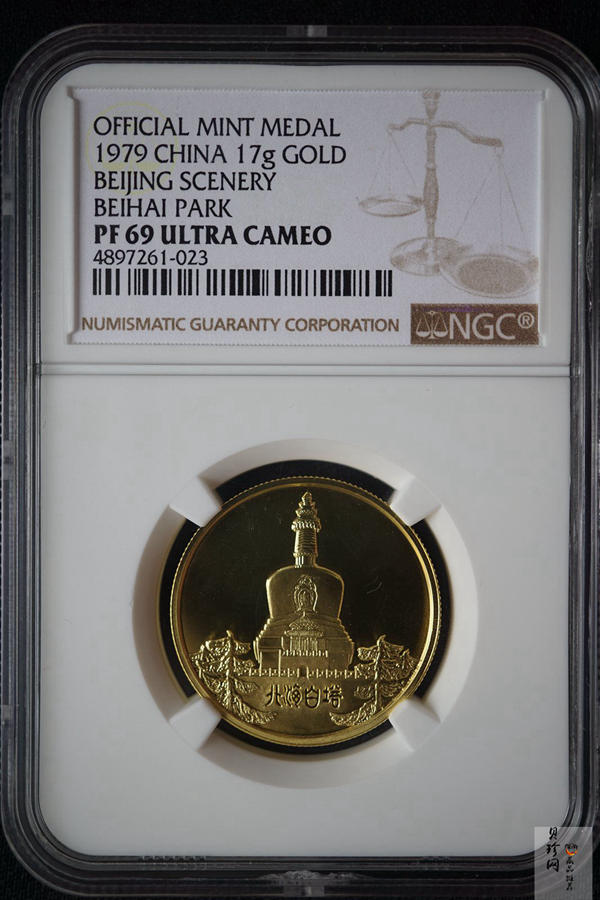 OFFICIAL MINT MEDAL
1979 CHINA 17g GOLD
BEIJING SCENERY
BEIHAI PARK
PF 69 ULTRA CAMEO
4897261-023
NUMISMATIC GUARANTY CORPORATION
NGC®
北海白塔
贝珍网